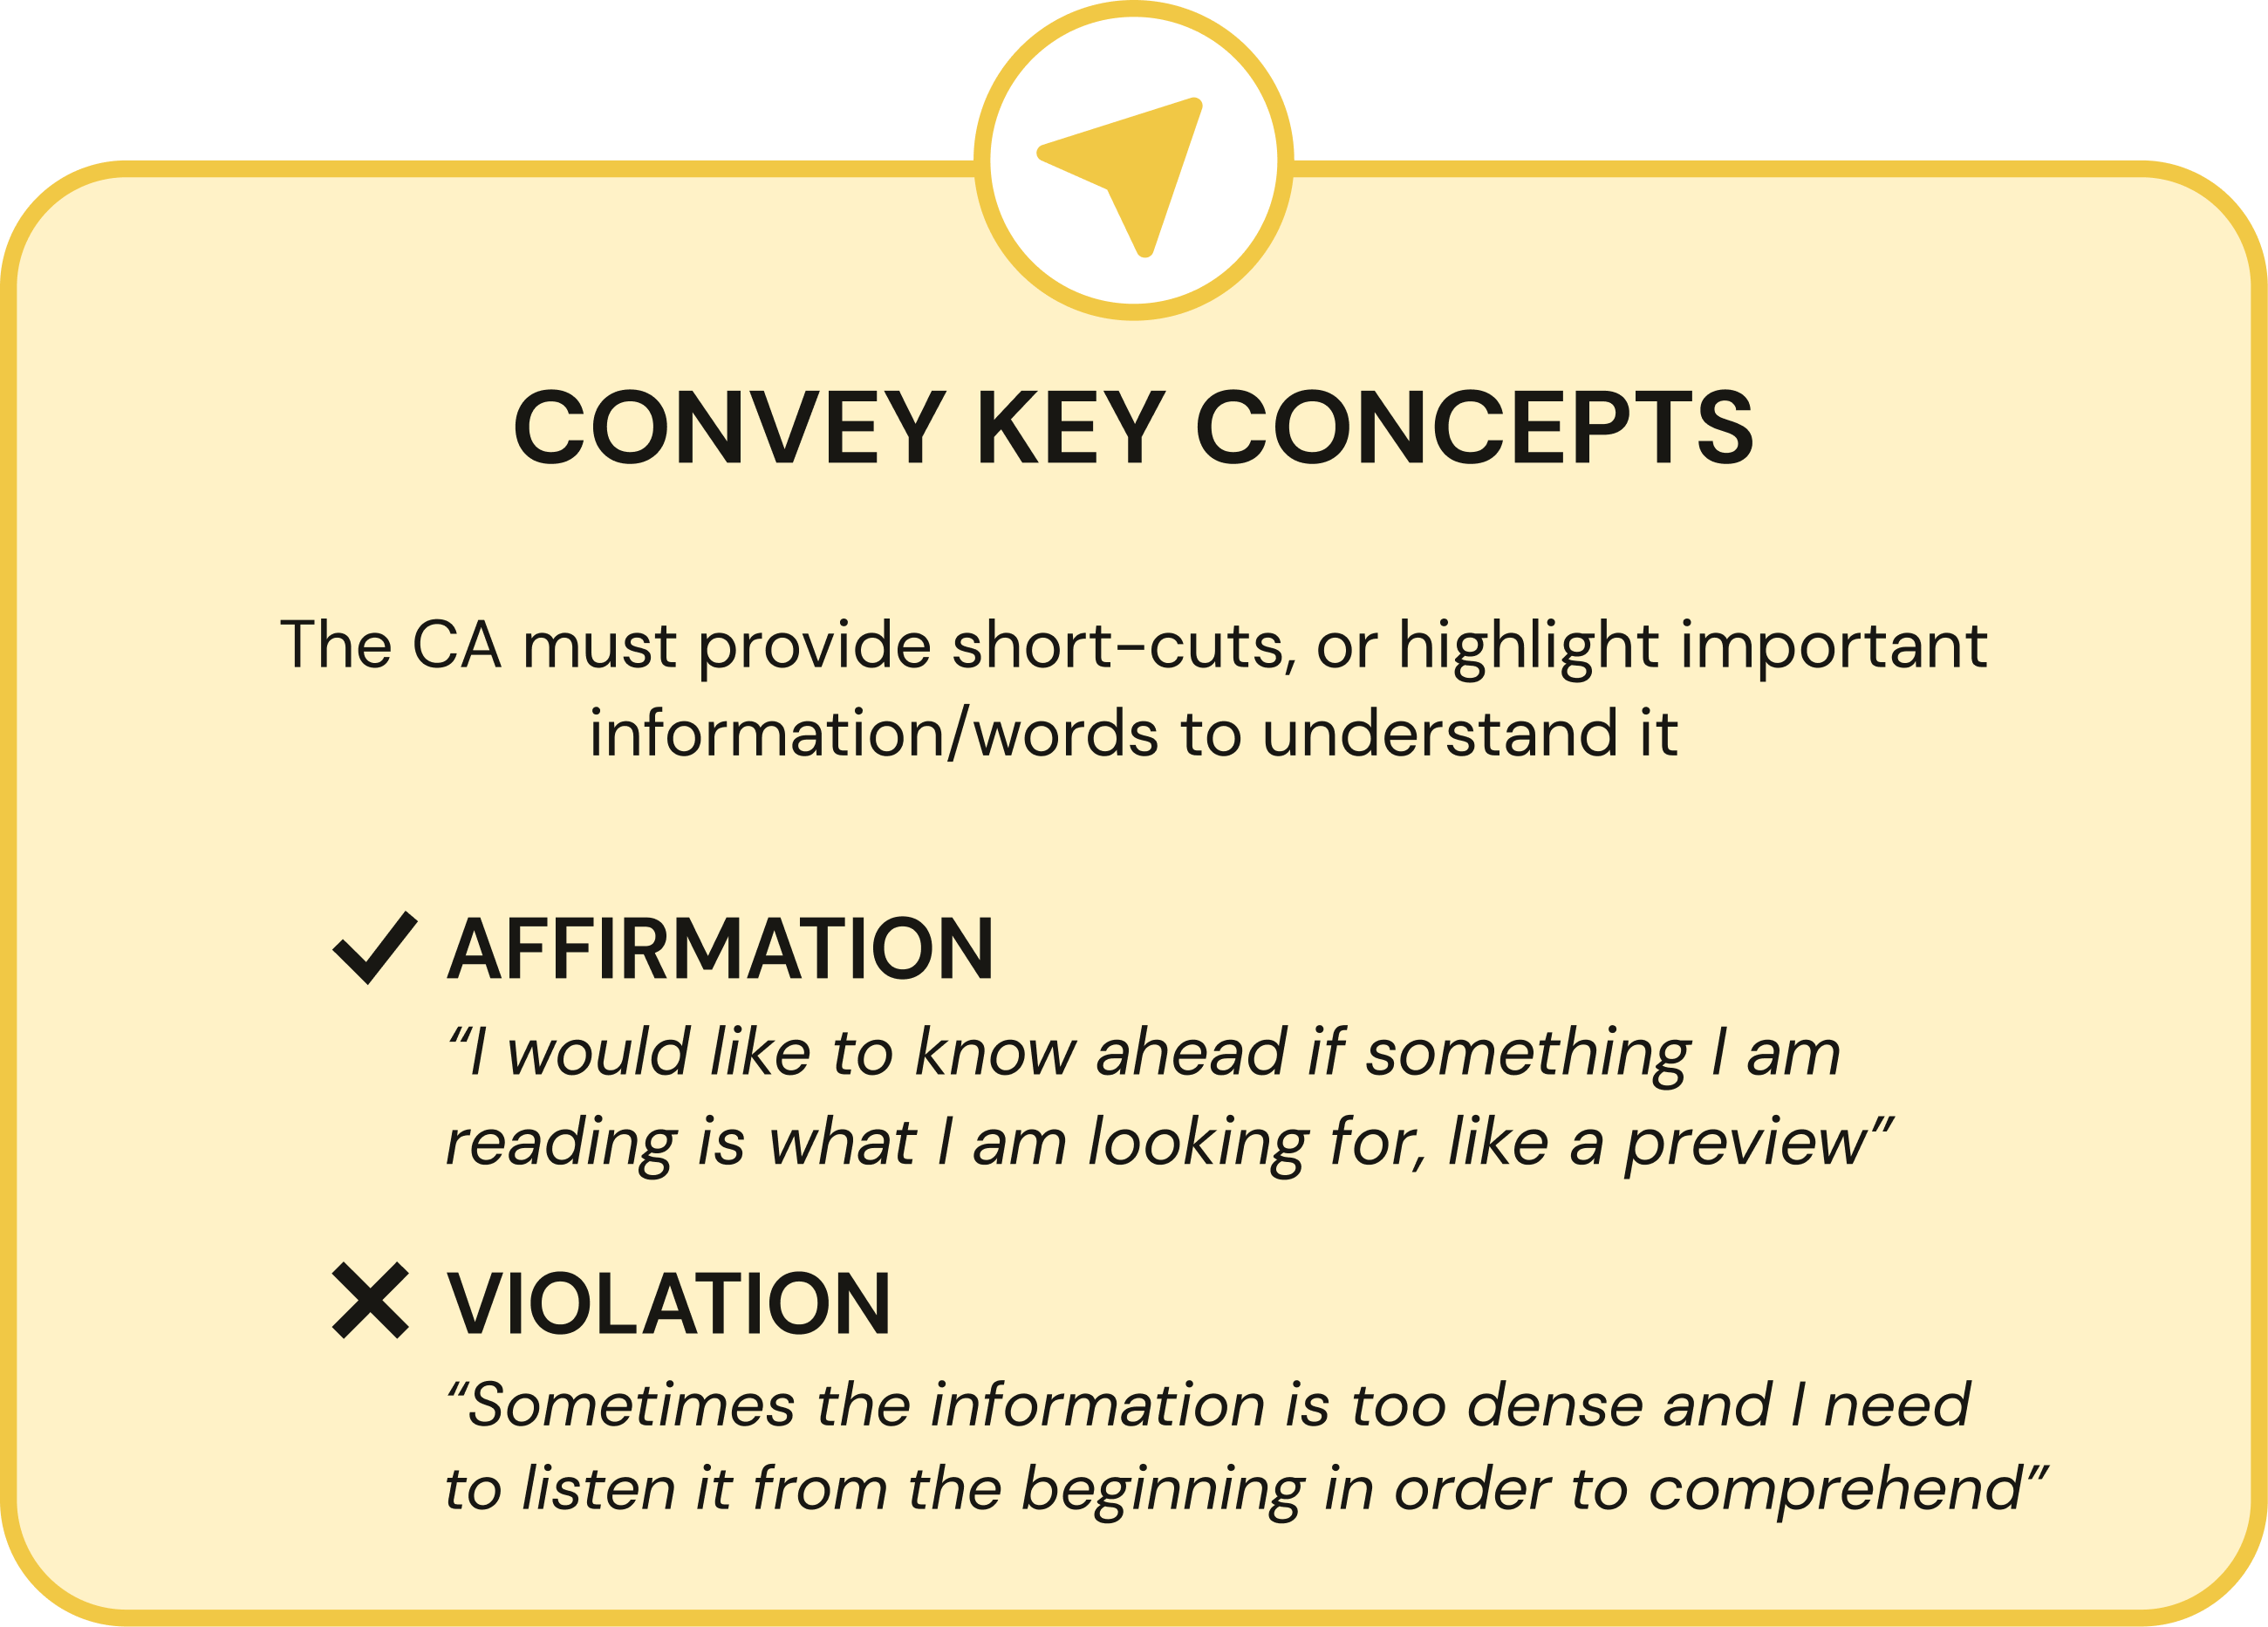 CONVEY KEY CONCEPTS
The CA must provide short-cuts, or highlight important
information/words to understand it
AFFIRMATION
“I would like to know ahead if something I am
reading is what I am looking for, like a preview”
VIOLATION
“Sometimes the information is too dense and I need
to listen it from the beginning in order to comprehend”